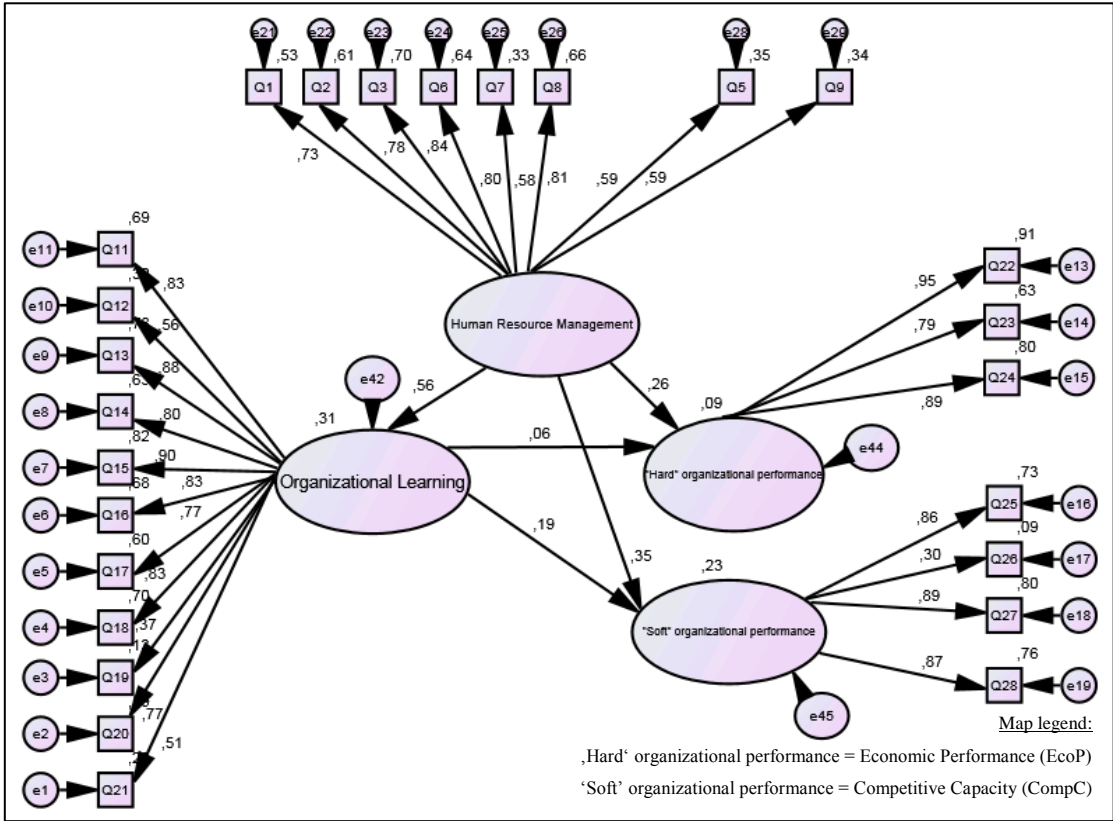 e21 e22 e23 e24 e25 e26 e28 e29
,53 ,61 ,70 ,64 ,33 ,66 ,35 ,34
Q1 Q2 Q3 Q6 Q7 Q8 Q5 Q9
,73 ,78 ,84 ,80 ,58 ,81 ,59 ,59
Human Resource Management
,69
e11 Q11 ,83
e10 Q12 ,56
e9 Q13 ,88
e8 Q14 ,80
,82
e7 Q15 ,90
,68
e6 Q16 ,83
,77
,60
e5 Q17 ,83
,70
e4 Q18 ,37
,13
e3 Q19
e2 Q20 ,77
,51
e1 Q21
e42
,56
,31
Organizational Learning
,06
,19
,26
,35
,09
"Hard" organizational performance
e44
,23
"Soft" organizational performance
e45
,91
,95 Q22 e13
,63
,79 Q23 e14
,80
,89 Q24 e15
,73
,86 Q25 e16
,09
,30 Q26 e17
,80
,89 Q27 e18
,76
,87 Q28 e19
Map legend:
‚Hard‘ organizational performance = Economic Performance (EcoP)
‘Soft’ organizational performance = Competitive Capacity (CompC)